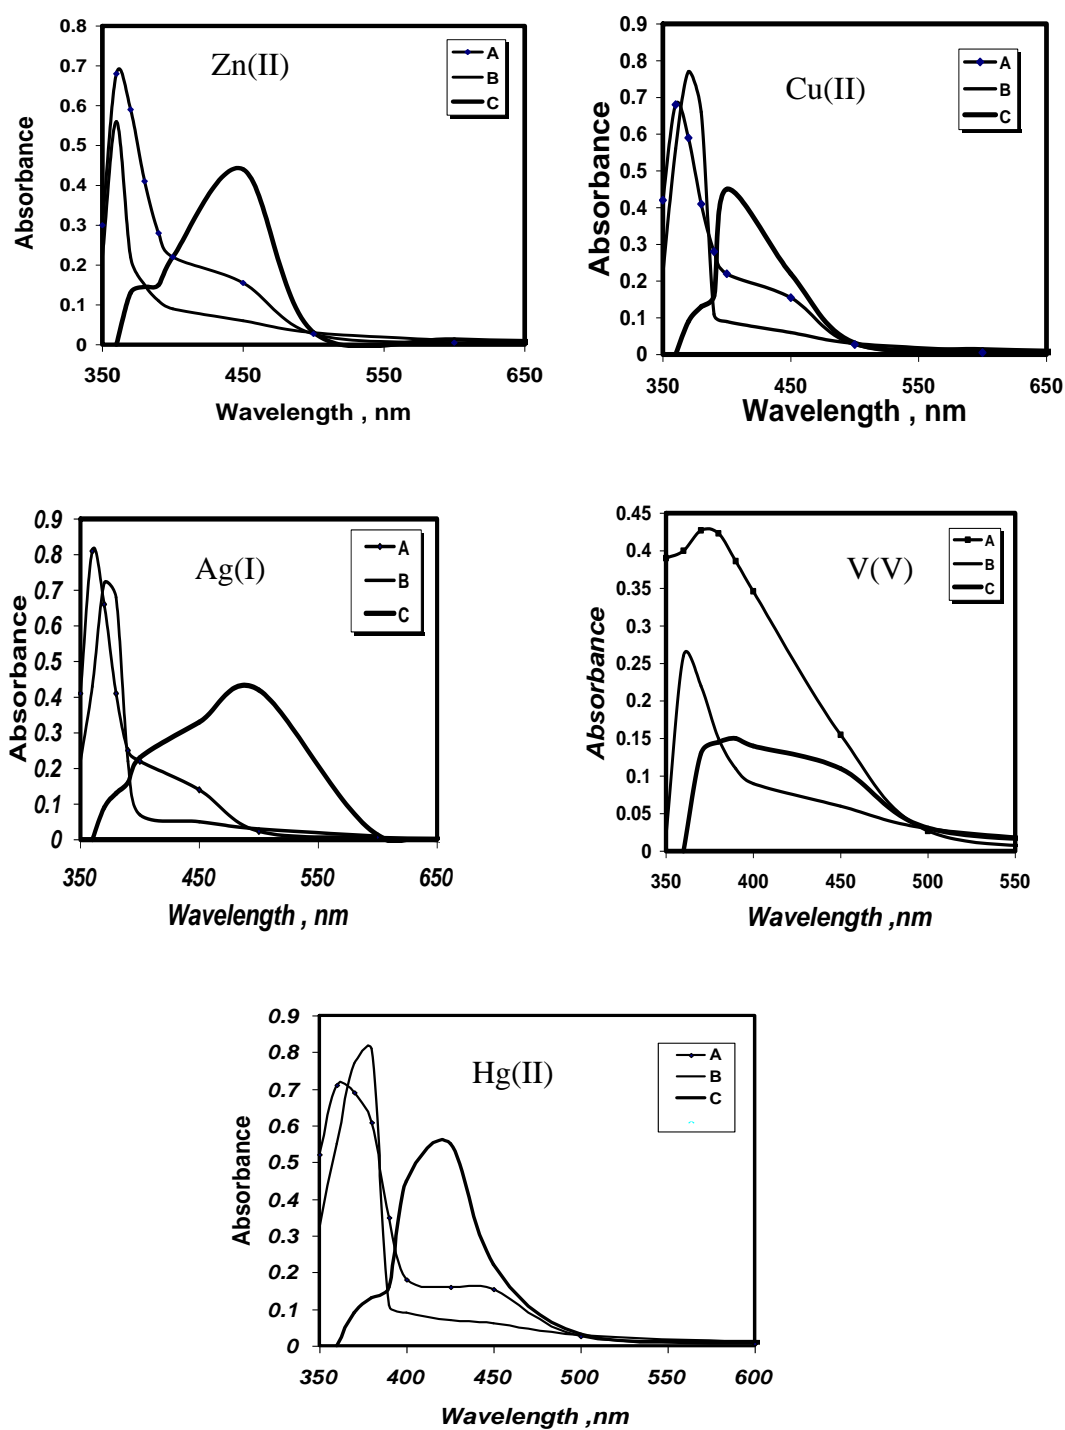 0.8
0.7
0.6
0.5
0.4
0.3
0.2
0.1
0
Absorbance
Zn(II)
A
B
C
350 450 550 650
Wavelength , nm
0.9
0.8
0.7
0.6
0.5
0.4
0.3
0.2
0.1
0
Absorbance
Cu(II)
A
B
C
350 450 550 650
Wavelength , nm
0.9
0.8
0.7
0.6
0.5
0.4
0.3
0.2
0.1
0
Absorbance
Ag(I)
A
B
C
350 450 550 650
Wavelength , nm
0.45
0.4
0.35
0.3
0.25
0.2
0.15
0.1
0.05
0
Absorbance
V(V)
A
B
C
350 400 450 500 550
Wavelength ,nm
0.9
0.8
0.7
0.6
0.5
0.4
0.3
0.2
0.1
0
Absorbance
Hg(II)
A
B
C
350 400 450 500 550 600
Wavelength ,nm